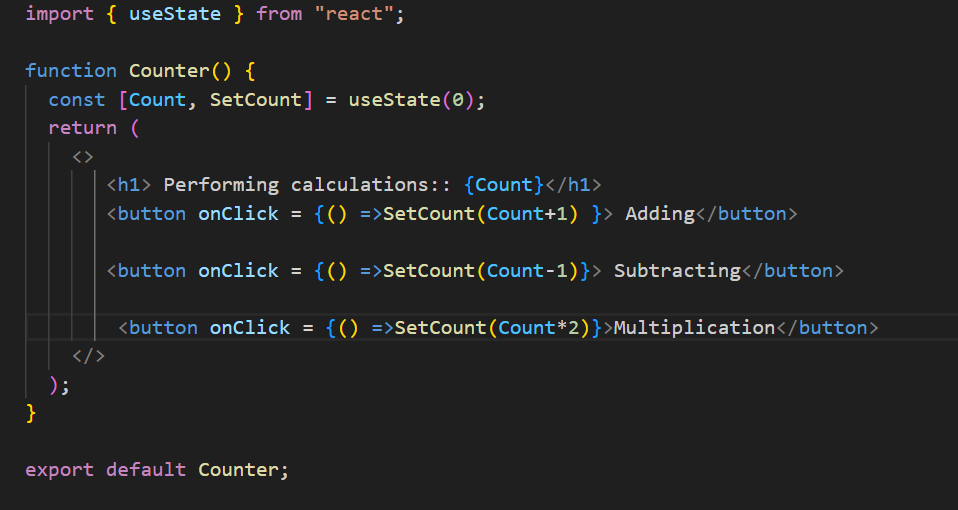 import { useState } from "react";
function Counter() {
const [Count, SetCount] = useState(0);
return (
<>
<h1> Performing calculations:: {Count}</h1>
<button onClick = {() =>SetCount(Count+1) }> Adding</button>
<button onClick = {() =>SetCount(Count-1)}> Subtracting</button>
<button onClick = {() =>SetCount(Count*2)}>Multiplication</button>
</>
);
}
export default Counter;